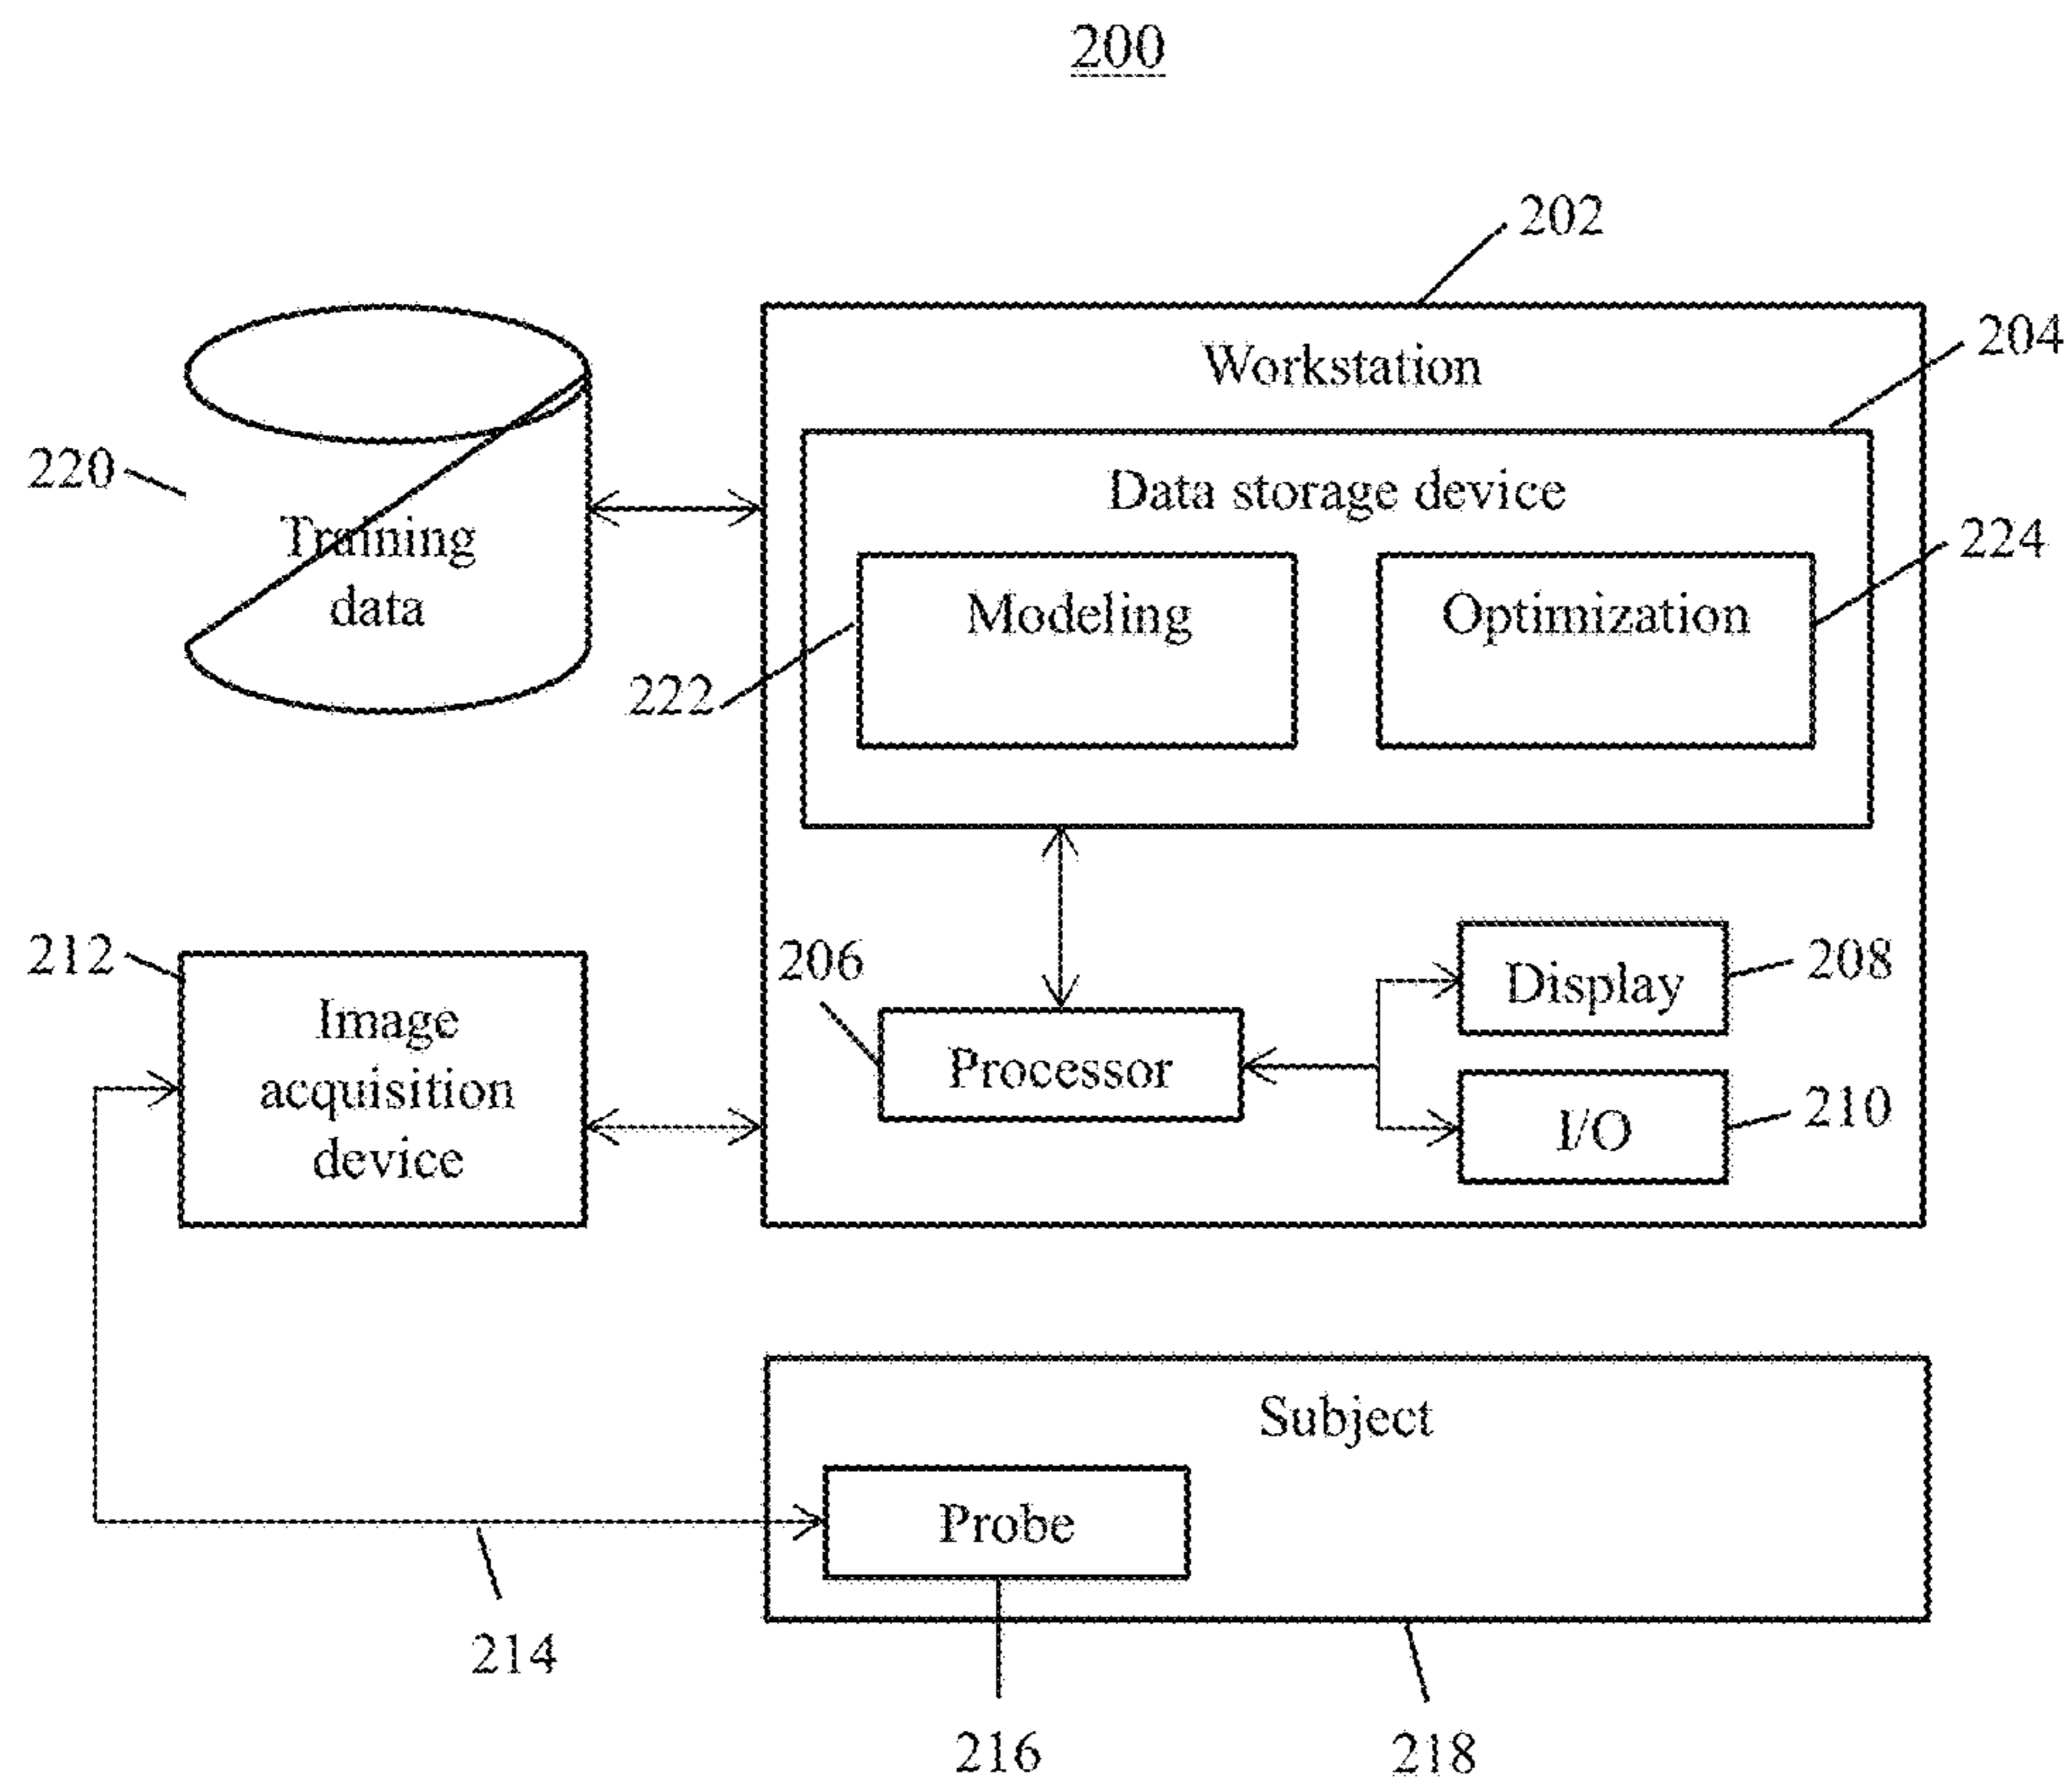 200
202
Workstation
204
220
Data storage device
Training
data
224
Modeling
Optimization
222
212
Image
acquisition
device
206
Processor
Display
208
I/O
210
Subject
Probe
214
216
218